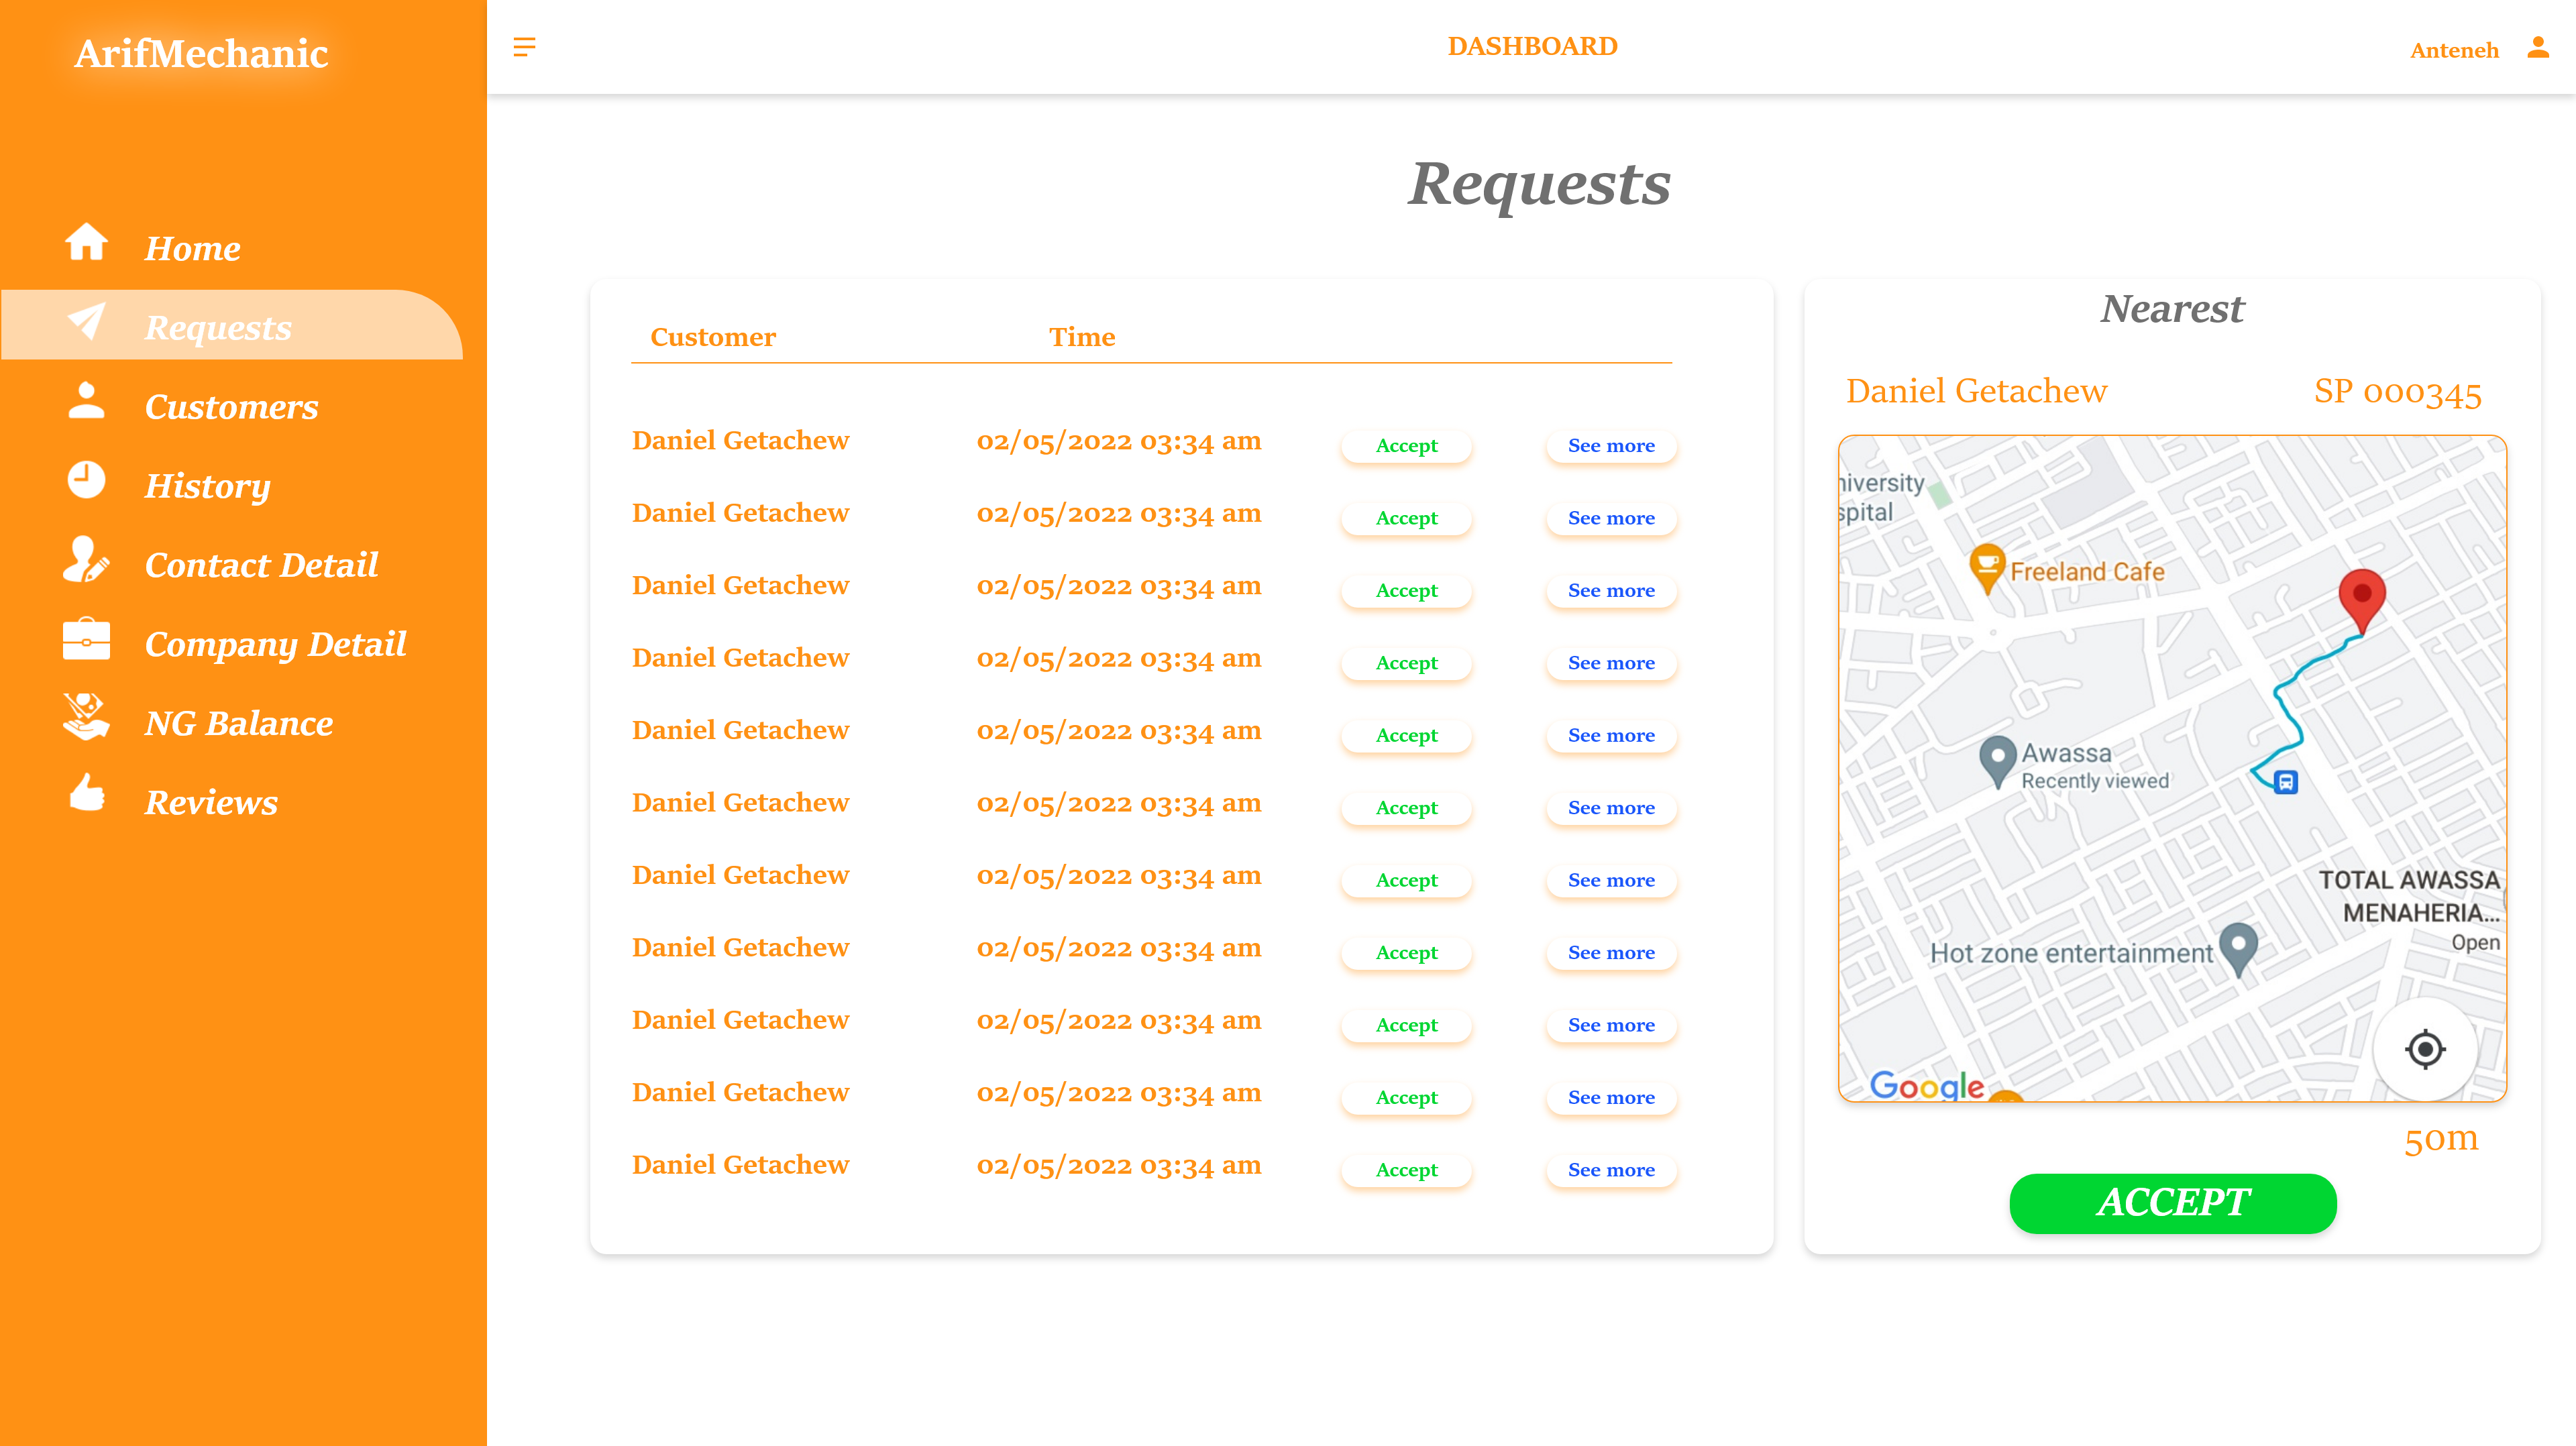 ArifMechanic
DASHBOARD
Anteneh
Home
Requests
Customers
History
Contact Detail
Company Detail
NG Balance
Reviews
Requests
Customer Time
Daniel Getachew 02/05/2022 03:34 am Accept See more
Daniel Getachew 02/05/2022 03:34 am Accept See more
Daniel Getachew 02/05/2022 03:34 am Accept See more
Daniel Getachew 02/05/2022 03:34 am Accept See more
Daniel Getachew 02/05/2022 03:34 am Accept See more
Daniel Getachew 02/05/2022 03:34 am Accept See more
Daniel Getachew 02/05/2022 03:34 am Accept See more
Daniel Getachew 02/05/2022 03:34 am Accept See more
Daniel Getachew 02/05/2022 03:34 am Accept See more
Daniel Getachew 02/05/2022 03:34 am Accept See more
Daniel Getachew 02/05/2022 03:34 am Accept See more
Nearest
Daniel Getachew SP 000345
niversity
spital
Freeland Cafe
Awassa
Recently viewed
TOTAL AWASSA
MENAHERIA...
Open
Hot zone entertainment
Google
50m
ACCEPT